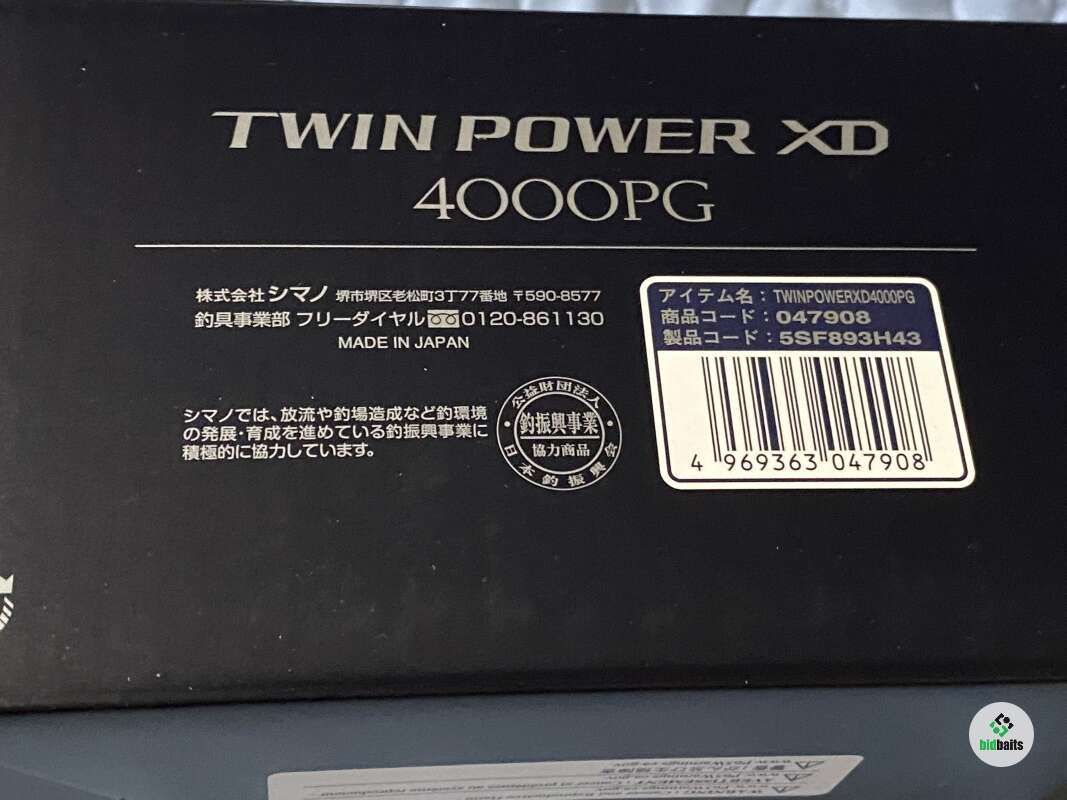 TWIN POWER XD
4000PG
株式会社 シマノ 堺市堺区老松町3丁77番地 〒590-8577
釣具事業部 フリーダイヤル 0120-861130
MADE IN JAPAN
シマノでは、放流や釣場造成など釣環境
の発展・育成を進めている釣振興事業に
積極的に協力しています。
公益財団法人
釣振興事業
協力商品
日本釣振興会
アイテム名：TWINPOWERXD4000PG
商品コード：047908
製品コード：5SF893H43
4 969363 047908
bidbaits
www.P65Warnings.ca.gov